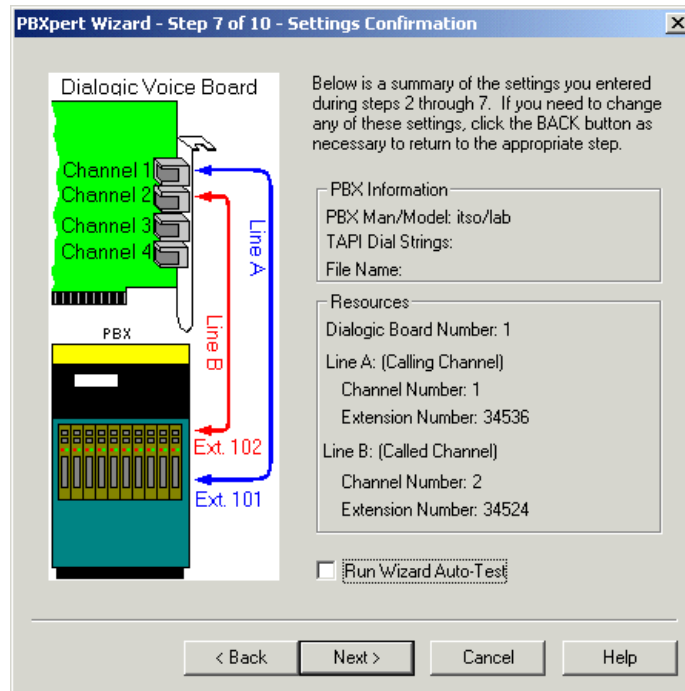 PBXpert Wizard - Step 7 of 10 - Settings Confirmation
Dialogic Voice Board
Channel 1
Channel 2
Channel 3
Channel 4
Line A
Line B
PBX
Ext. 102
Ext. 101
Below is a summary of the settings you entered
during steps 2 through 7. If you need to change
any of these settings, click the BACK button as
necessary to return to the appropriate step.
PBX Information
PBX Man/Model: itso/lab
TAPI Dial Strings:
File Name:
Resources
Dialogic Board Number: 1
Line A: (Calling Channel)
Channel Number: 1
Extension Number: 34536
Line B: (Called Channel)
Channel Number: 2
Extension Number: 34524
Run Wizard Auto-Test
< Back
Next >
Cancel
Help